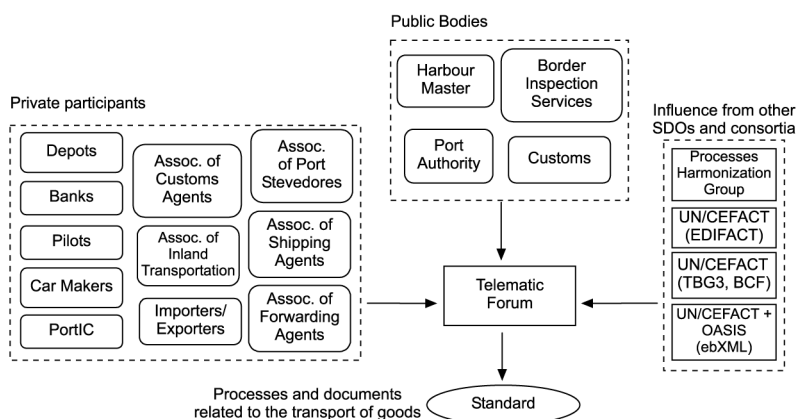 Public Bodies
Harbour
Master
Border
Inspection
Services
Port
Authority
Customs
Private participants
Depots
Banks
Pilots
Car Makers
PortIC
Assoc. of
Customs
Agents
Assoc. of
Inland
Transportation
Importers/
Exporters
Assoc.
of Port
Stevedores
Assoc. of
Shipping
Agents
Assoc. of
Forwarding
Agents
Influence from other
SDOs and consortia
Processes
Harmonization
Group
UN/CEFACT
(EDIFACT)
UN/CEFACT
(TBG3, BCF)
UN/CEFACT +
OASIS
(ebXML)
Telematic
Forum
Processes and documents
related to the transport of goods
Standard